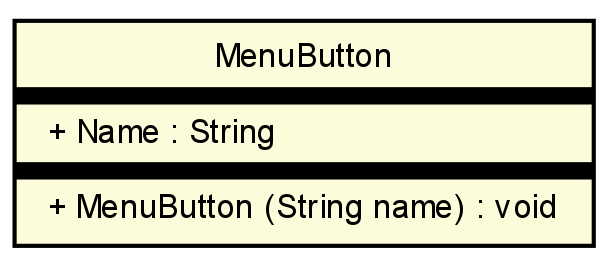 MenuButton
+ Name : String
+ MenuButton (String name) : void